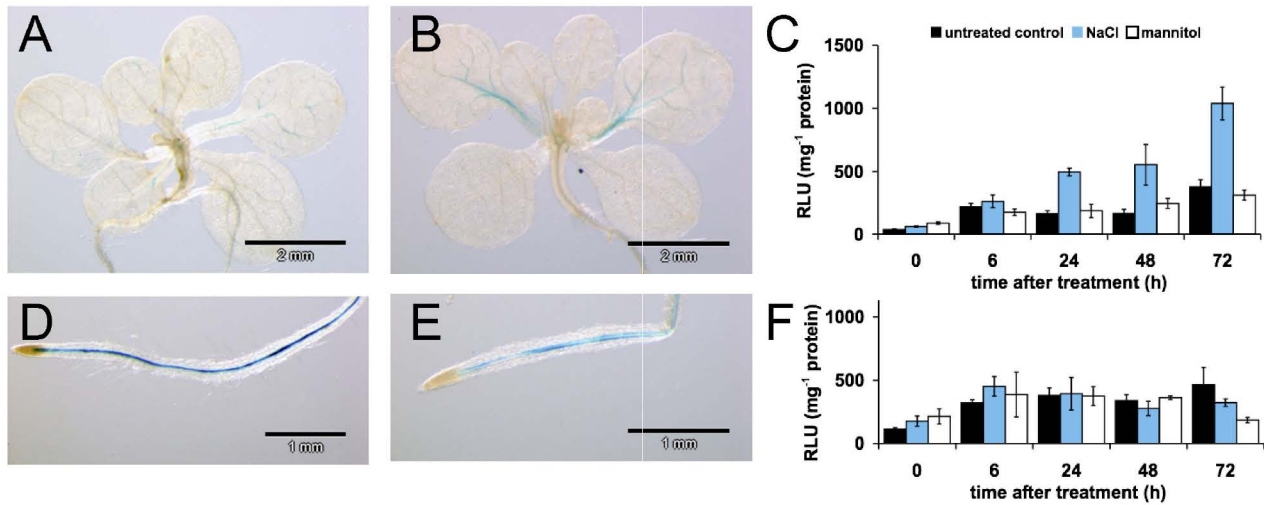 A
2 mm
B
2 mm
C
untreated control NaCl mannitol
1500
1000
500
0
RLU (mg⁻¹ protein)
0 6 24 48 72
time after treatment (h)
D
1 mm
E
1 mm
F
1000
500
0
RLU (mg⁻¹ protein)
0 6 24 48 72
time after treatment (h)